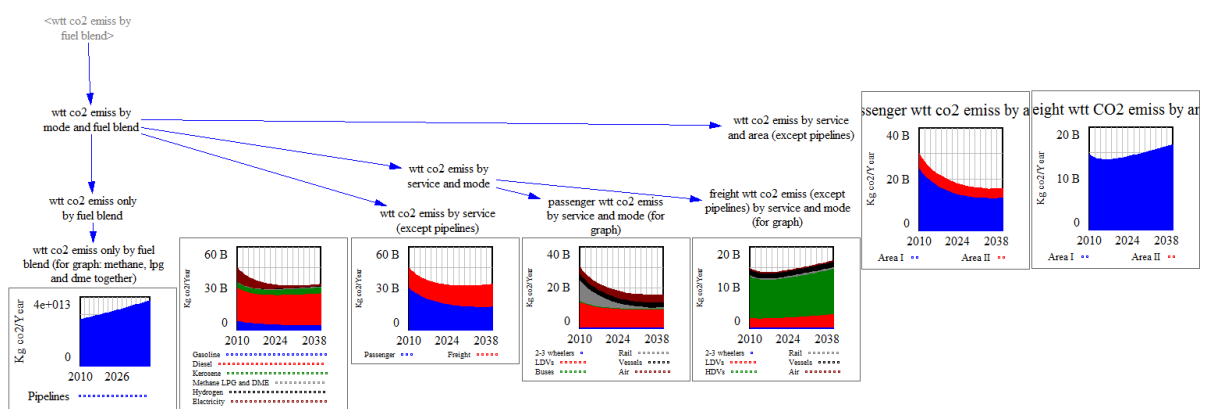 <wtt co2 emiss by
fuel blend>
wtt co2 emiss by
mode and fuel blend
wtt co2 emiss by service
and area (except pipelines)
wtt co2 emiss by
service and mode
wtt co2 emiss only
by fuel blend
wtt co2 emiss by service
(except pipelines)
passenger wtt co2 emiss
by service and mode (for
graph)
freight wtt co2 emiss (except
pipelines) by service and mode
(for graph)
wtt co2 emiss only by fuel
blend (for graph: methane, lpg
and dme together)
4e+013
0
Kg co2/Year
2010 2026
Pipelines
60 B
30 B
0
Kg co2/Year
2010 2024 2038
Gasoline
Diesel
Kerosene
Methane LPG and DME
Hydrogen
Electricity
60 B
30 B
0
Kg co2/Year
2010 2024 2038
Passenger Freight
40 B
20 B
0
Kg co2/Year
2010 2024 2038
2-3 wheelers Rail
LDVs Vessels
Buses Air
20 B
10 B
0
Kg co2/Year
2010 2024 2038
2-3 wheelers Rail
LDVs Vessels
HDVs Air
ssenger wtt co2 emiss by a
40 B
20 B
0
Kg co2/Year
2010 2024 2038
Area I Area II
eight wtt CO2 emiss by ar
20 B
10 B
0
Kg co2/Year
2010 2024 2038
Area I Area II